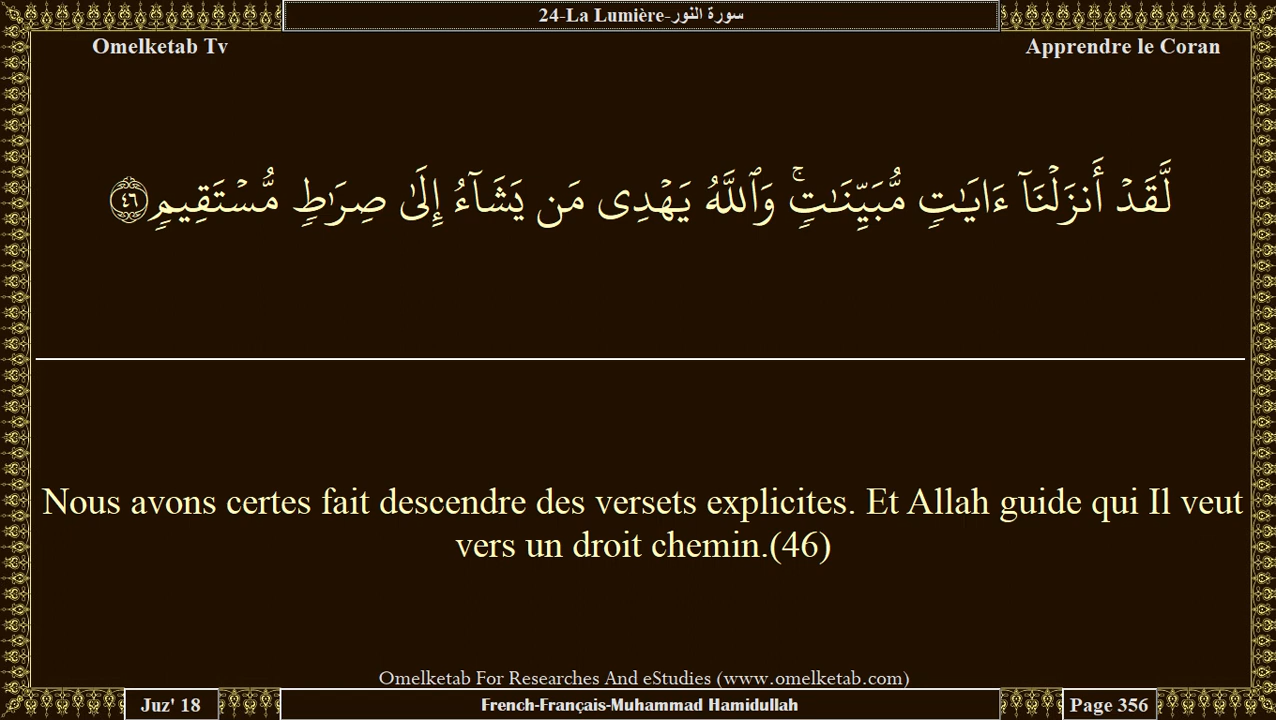 24-La Lumière-سورة النور
Omelketab Tv
Apprendre le Coran
لَّقَدْ أَنزَلْنَآ ءَايَٰتٍ مُّبَيِّنَٰتٍ ۚ وَٱللَّهُ يَهْدِى مَن يَشَآءُ إِلَىٰ صِرَٰطٍ مُّسْتَقِيمٍ ٤٦
Nous avons certes fait descendre des versets explicites. Et Allah guide qui Il veut
vers un droit chemin.(46)
Omelketab For Researches And eStudies (www.omelketab.com)
Juz' 18
French-Français-Muhammad Hamidullah
Page 356